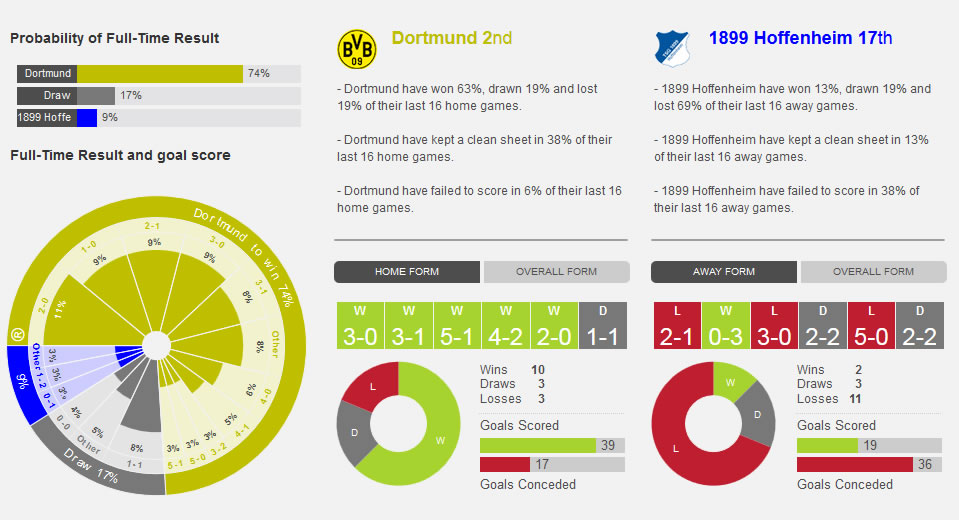 Probability of Full-Time Result
Dortmund 74%
Draw 17%
1899 Hoffe 9%
Full-Time Result and goal score
Dortmund to win 74%
2-0 11%
1-0 9%
2-1 9%
3-0 9%
3-1 8%
Other 8%
4-0 6%
4-1 5%
3-2 3%
5-0 3%
5-1 3%
Draw 17%
1-1 8%
Other 5%
0-0 4%
9%
0-1 3%
1-2 3%
Other 3%
®
BVB
09
Dortmund 2nd
- Dortmund have won 63%, drawn 19% and lost
19% of their last 16 home games.
- Dortmund have kept a clean sheet in 38% of their
last 16 home games.
- Dortmund have failed to score in 6% of their last 16
home games.
HOME FORM
OVERALL FORM
W W W W W D
3-0 3-1 5-1 4-2 2-0 1-1
L
D
W
Wins 10
Draws 3
Losses 3
Goals Scored
39
17
Goals Conceded
1899 Hoffenheim 17th
- 1899 Hoffenheim have won 13%, drawn 19% and
lost 69% of their last 16 away games.
- 1899 Hoffenheim have kept a clean sheet in 13%
of their last 16 away games.
- 1899 Hoffenheim have failed to score in 38% of
their last 16 away games.
AWAY FORM
OVERALL FORM
L W L D L D
2-1 0-3 3-0 2-2 5-0 2-2
W
D
L
Wins 2
Draws 3
Losses 11
Goals Scored
19
36
Goals Conceded